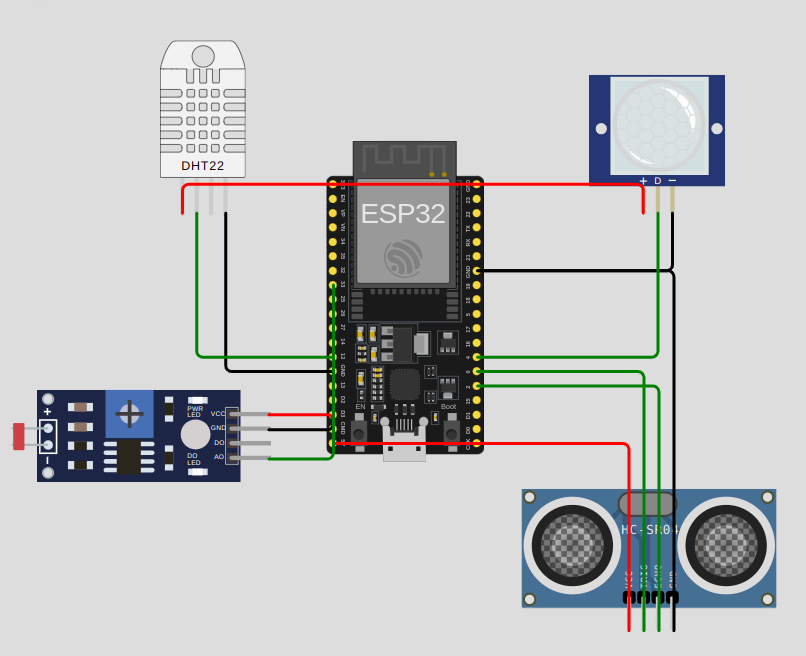 DHT22
+ D −
ESP32
3V3
EN
VP
VN
34
35
32
33
25
26
27
14
12
GND
13
D2
D3
CMD
GND
23
22
TX
RX
21
GND
19
18
5
17
16
4
0
2
15
D1
D0
CLK
EN
Boot
+
PWR
LED
VCC
GND
DO
AO
DO
LED
−
HC-SR04
VCC
TRIG
ECHO
GND